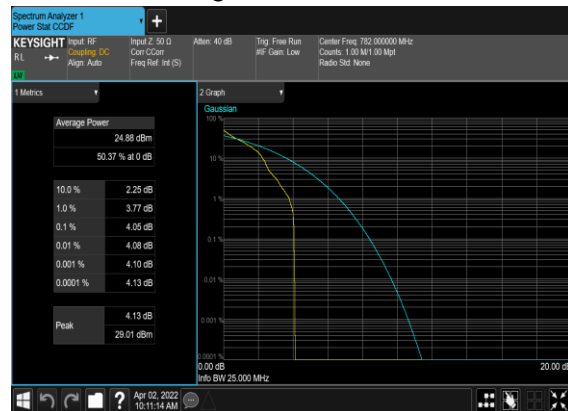 Spectrum Analyzer 1
Power Stat CCDF
+
KEYSIGHT
RL
LW
Input: RF
Coupling: DC
Align: Auto
Input Z: 50 Ω
Corr CCorr
Freq Ref: Int (S)
Atten: 40 dB
Trig: Free Run
#IF Gain: Low
Center Freq: 782.000000 MHz
Counts: 1.00 M/1.00 Mpt
Radio Std: None
1 Metrics
Average Power
24.88 dBm
50.37 % at 0 dB
10.0 % 2.25 dB
1.0 % 3.77 dB
0.1 % 4.05 dB
0.01 % 4.08 dB
0.001 % 4.10 dB
0.0001 % 4.13 dB
Peak
4.13 dB
29.01 dBm
2 Graph
Gaussian
100 %
10 %
1 %
0.1 %
0.01 %
0.001 %
0.0001 %
0.00 dB
20.00 dB
Info BW 25.000 MHz
?
Apr 02, 2022
10:11:14 AM